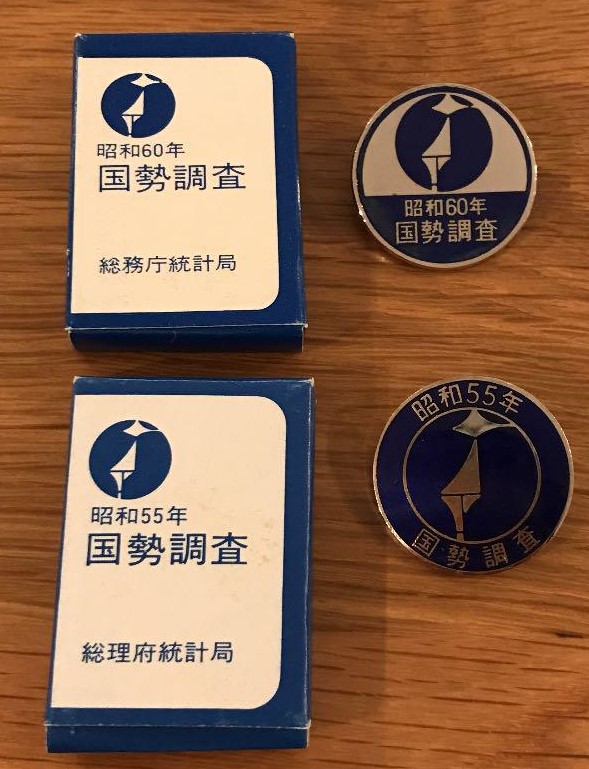 昭和60年
国勢調査
総務庁統計局
昭和60年
国勢調査
昭和55年
国勢調査
総理府統計局
昭和55年
国勢調査